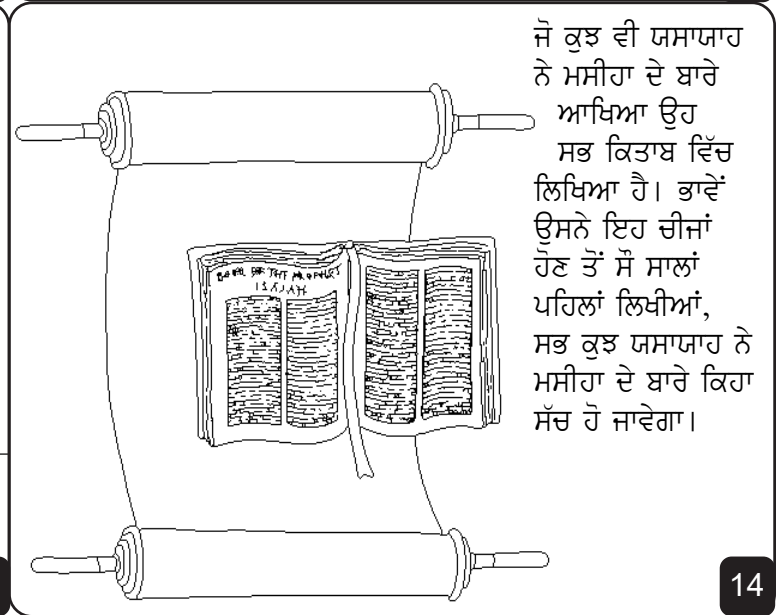 ਜੋ ਕੁਝ ਵੀ ਯਸਾਯਾਹ
ਨੇ ਮਸੀਹਾ ਦੇ ਬਾਰੇ
ਆਖਿਆ ਉਹ
ਸਭ ਕਿਤਾਬ ਵਿੱਚ
ਲਿਖਿਆ ਹੈ। ਭਾਵੇਂ
ਉਸਨੇ ਇਹ ਚੀਜਾਂ
ਹੋਣ ਤੋਂ ਸੌ ਸਾਲਾਂ
ਪਹਿਲਾਂ ਲਿਖੀਆਂ,
ਸਭ ਕੁਝ ਯਸਾਯਾਹ ਨੇ
ਮਸੀਹਾ ਦੇ ਬਾਰੇ ਕਿਹਾ
ਸੱਚ ਹੋ ਜਾਵੇਗਾ।
ISAIAH
14